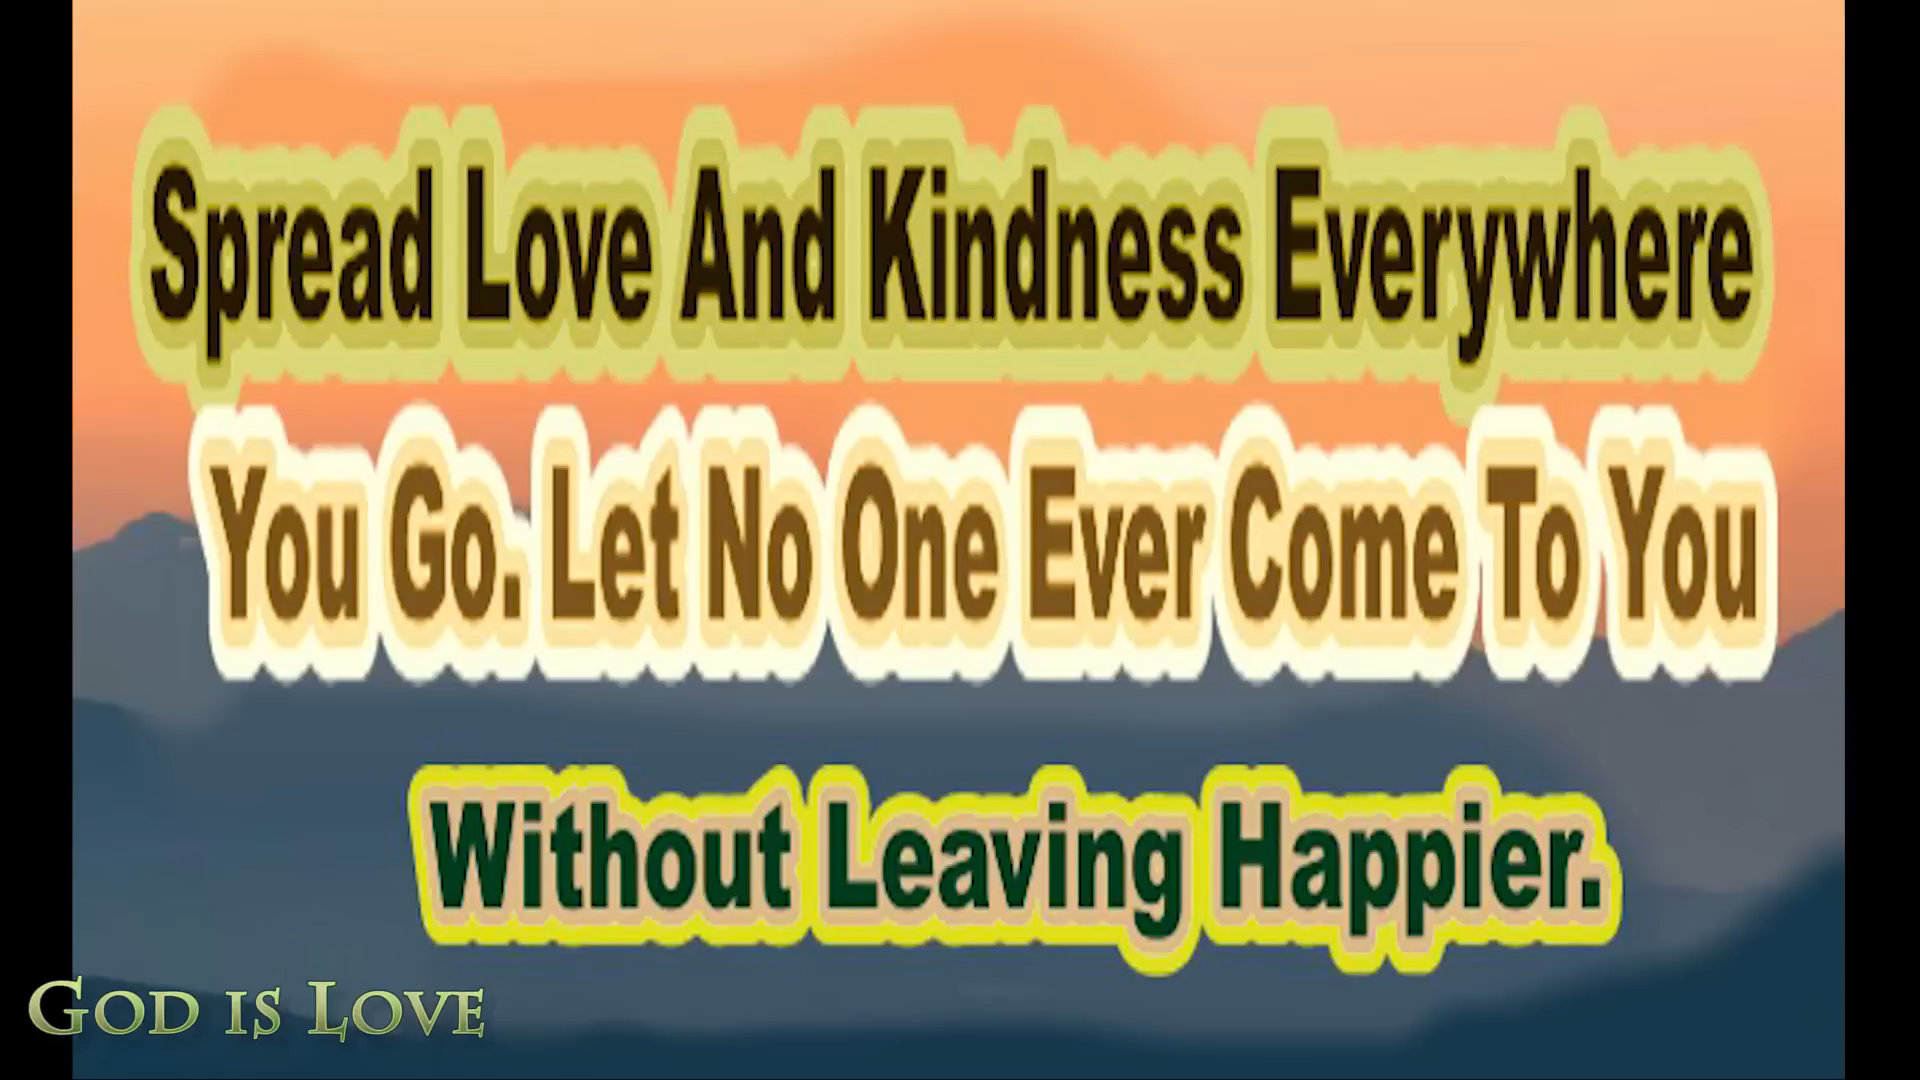 Spread Love And Kindness Everywhere
You Go. Let No One Ever Come To You
Without Leaving Happier.
GOD IS LOVE